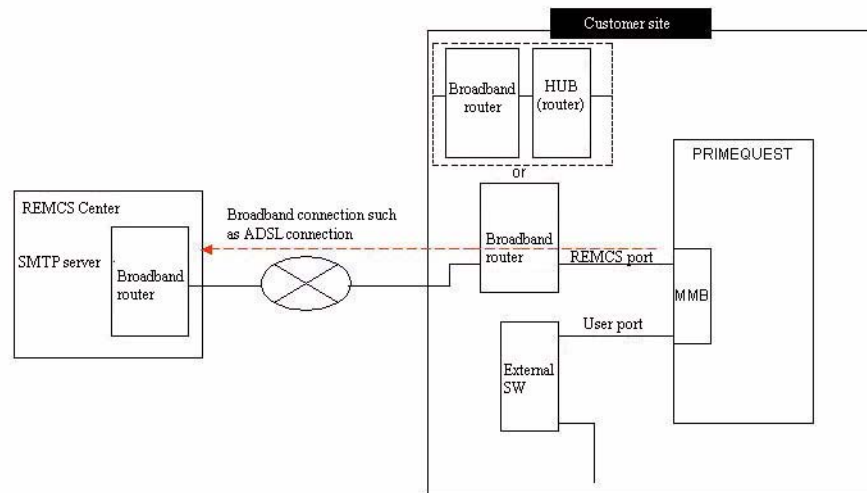 Customer site
Broadband
router
HUB
(router)
or
PRIMEQUEST
REMCS Center
SMTP server
Broadband
router
Broadband connection such
as ADSL connection
Broadband
router
REMCS port
MMB
User port
External
SW